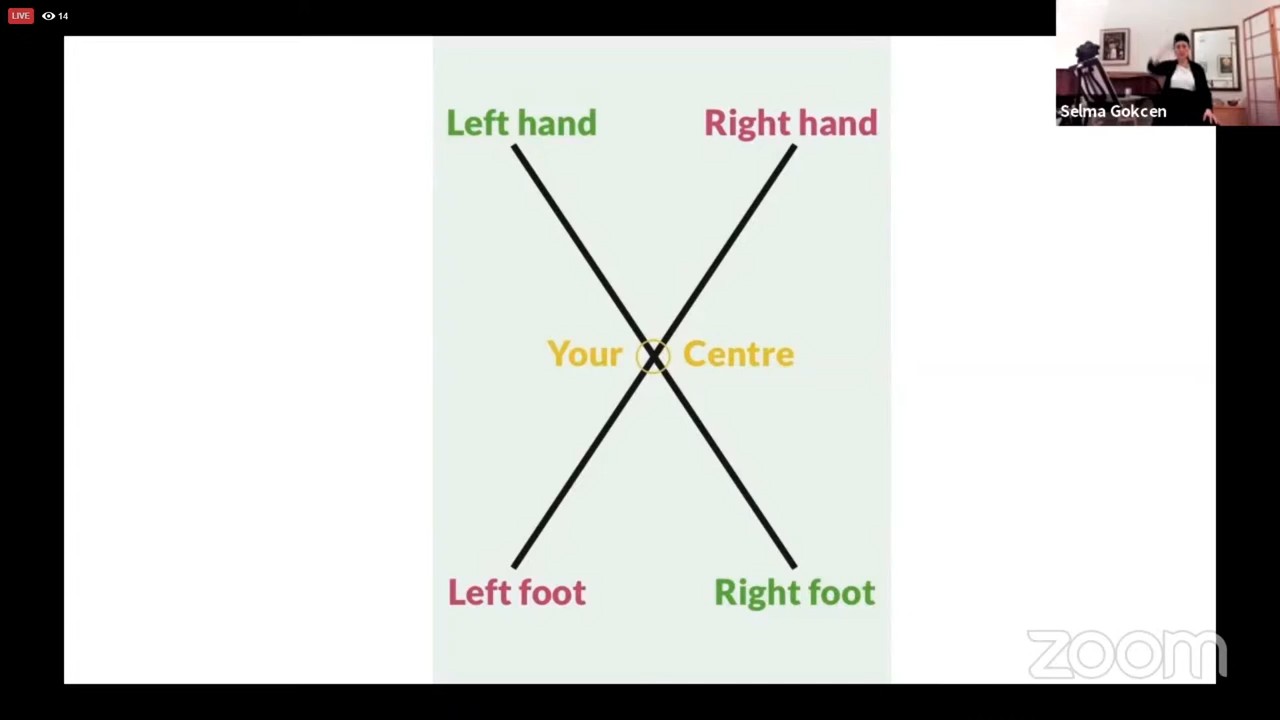 LIVE 14
Selma Gokcen
Left hand Right hand
Your Centre
Left foot Right foot
zoom